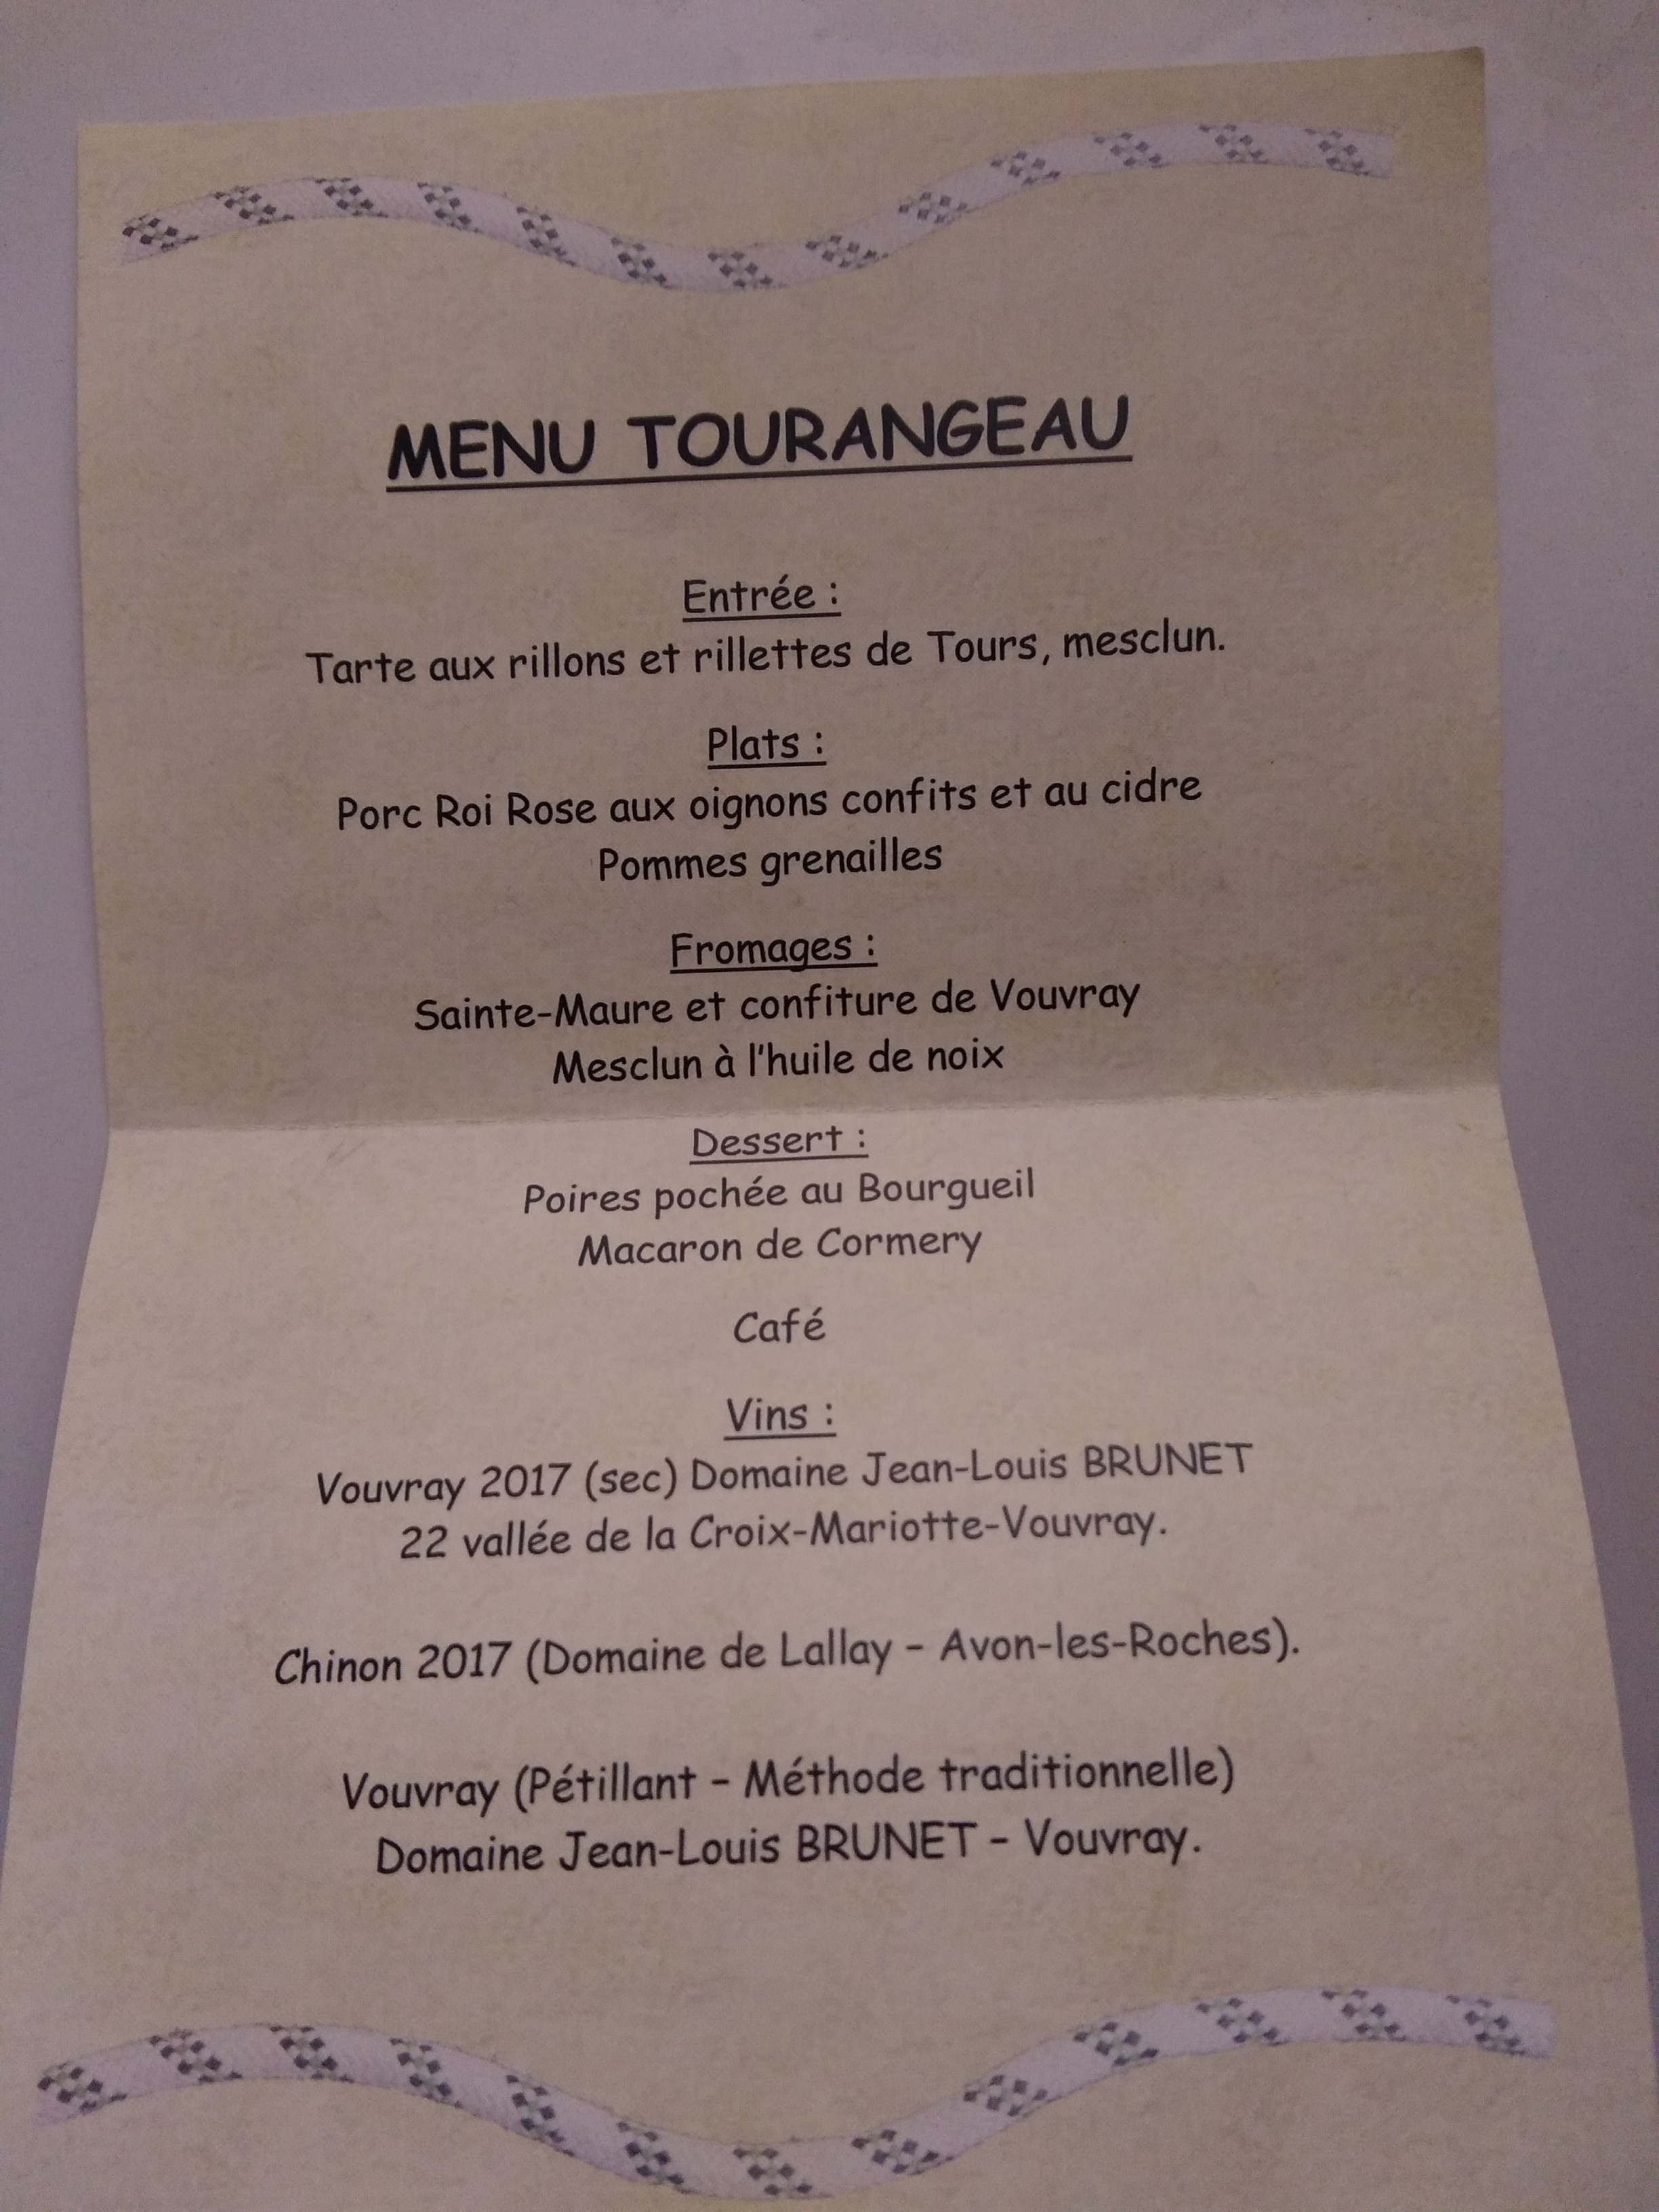 MENU TOURANGEAU
Entrée :
Tarte aux rillons et rillettes de Tours, mesclun.
Plats :
Porc Roi Rose aux oignons confits et au cidre
Pommes grenailles
Fromages :
Sainte-Maure et confiture de Vouvray
Mesclun à l'huile de noix
Dessert :
Poires pochée au Bourgueil
Macaron de Cormery
Café
Vins :
Vouvray 2017 (sec) Domaine Jean-Louis BRUNET
22 vallée de la Croix-Mariotte-Vouvray.
Chinon 2017 (Domaine de Lallay – Avon-les-Roches).
Vouvray (Pétillant – Méthode traditionnelle)
Domaine Jean-Louis BRUNET – Vouvray.